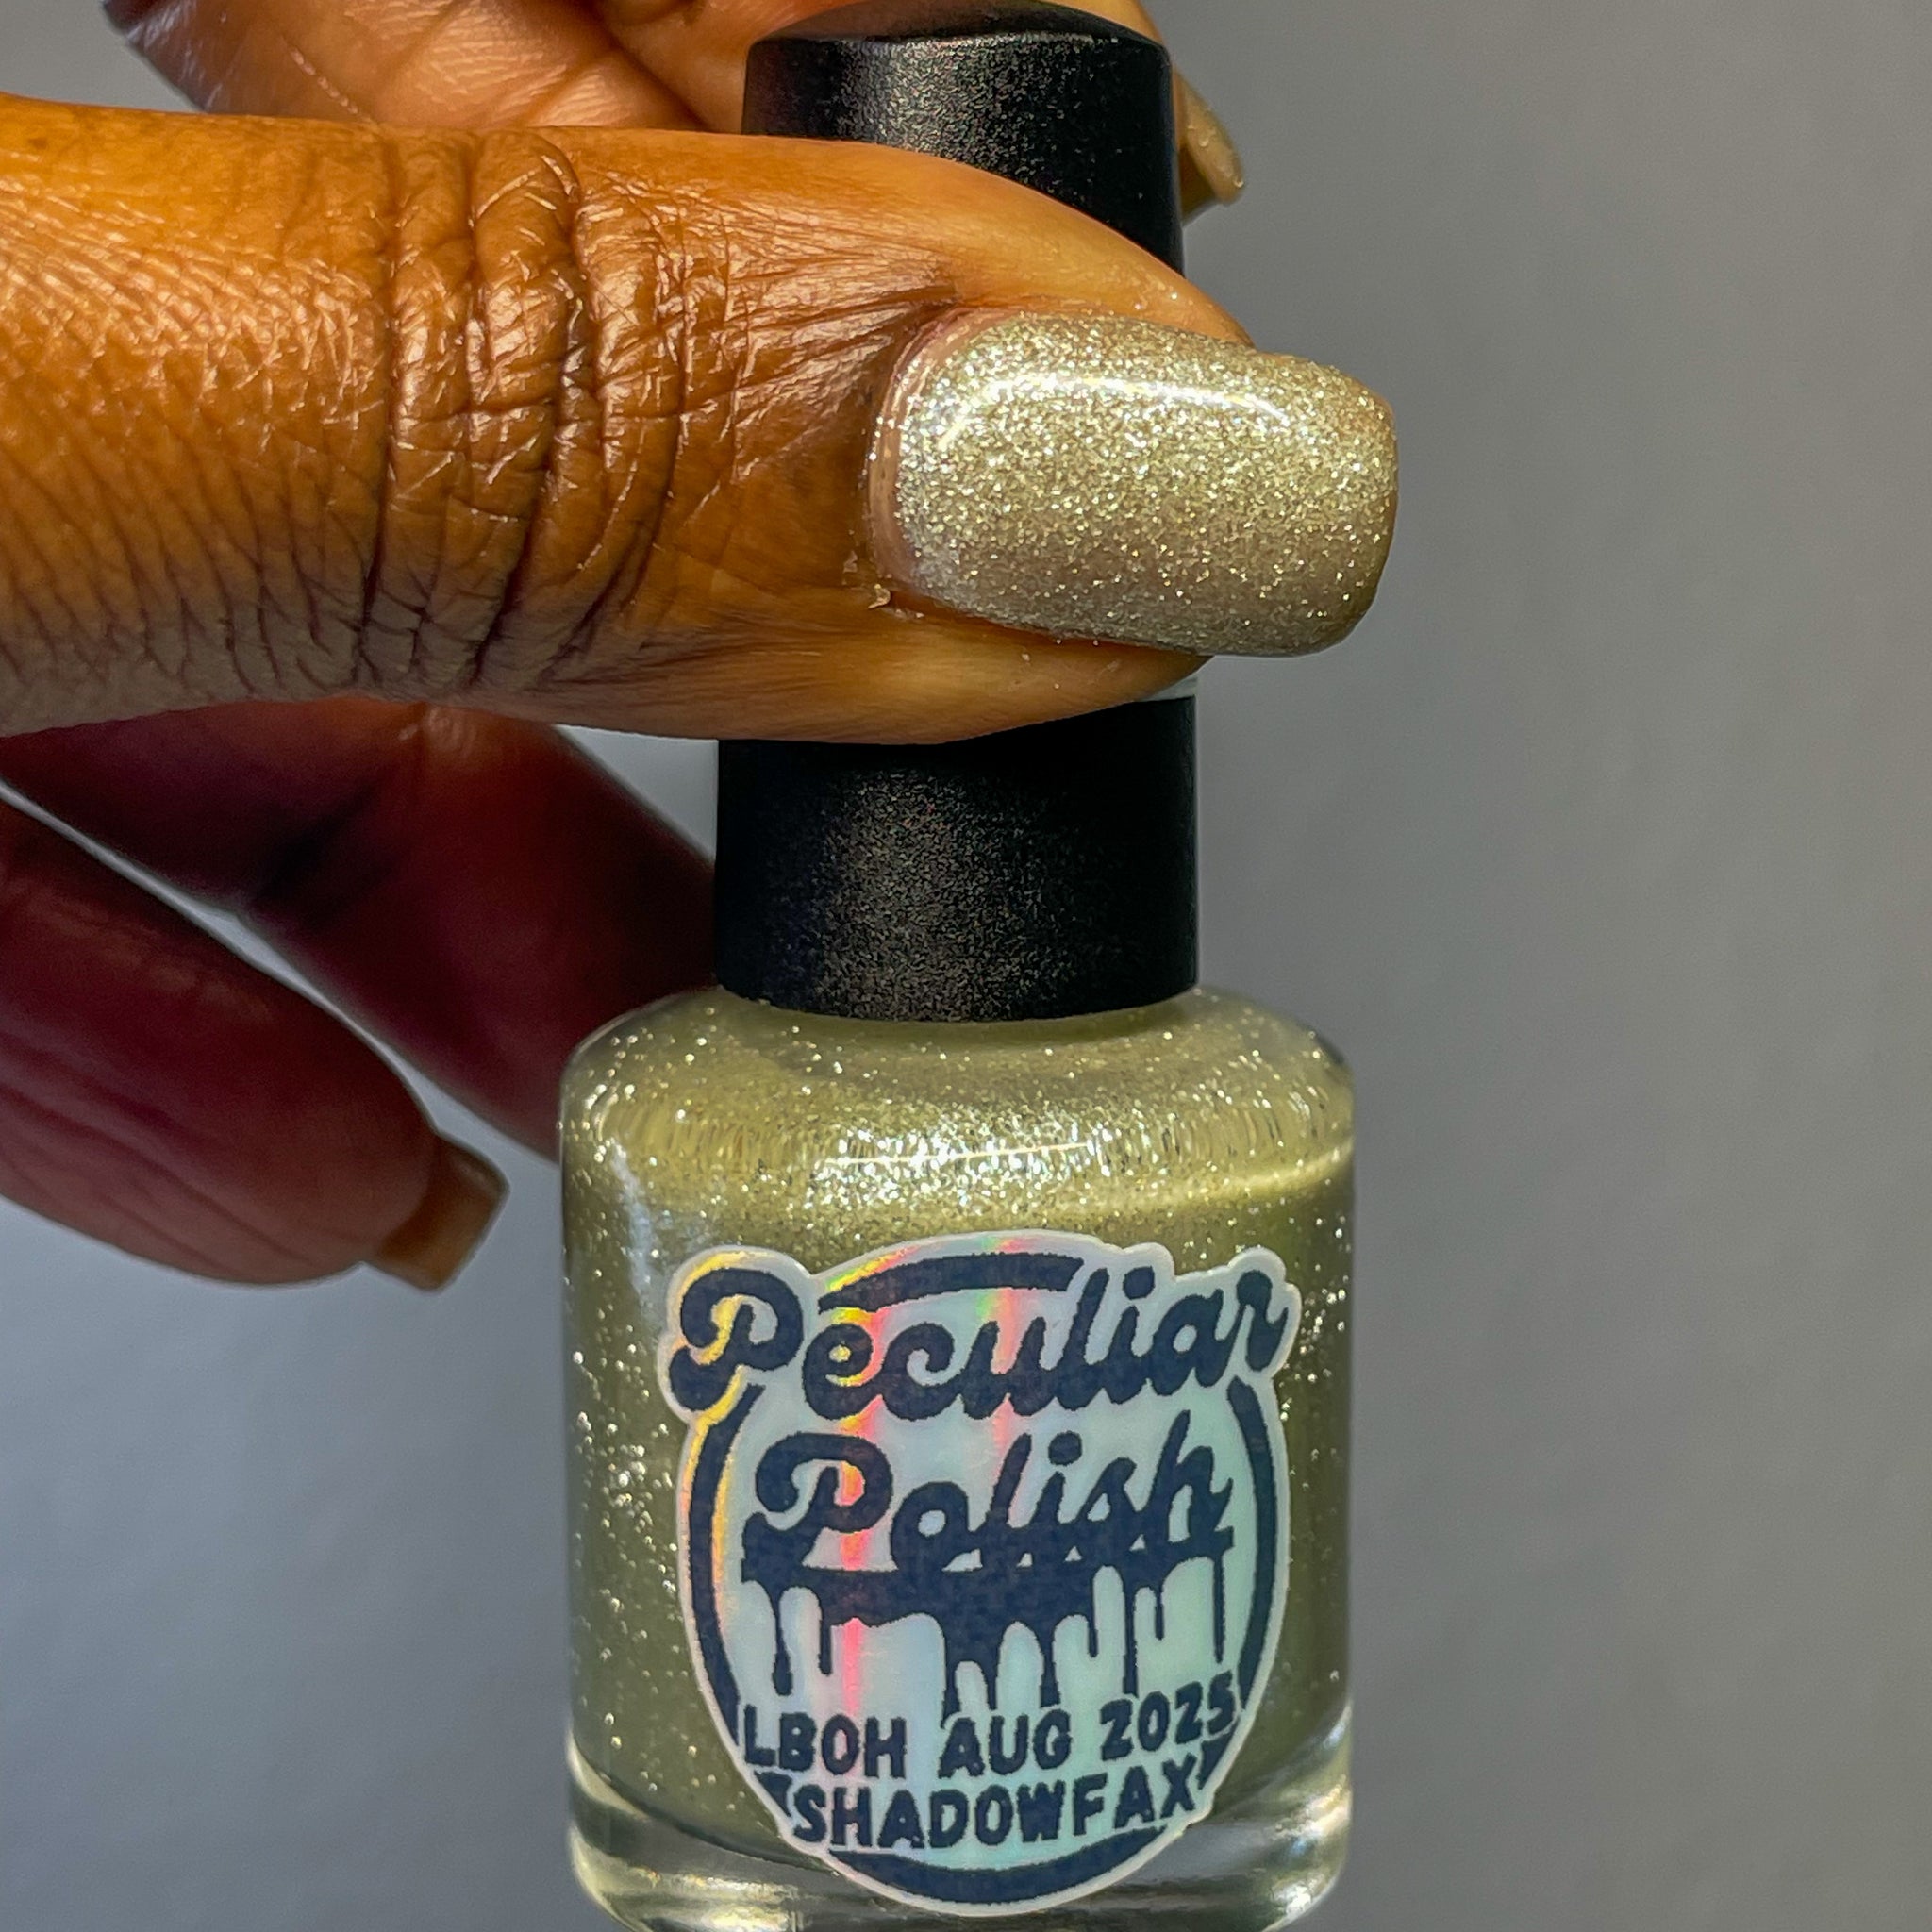 Peculiar
Polish
LBOH AUG 2025
SHADOWFAX